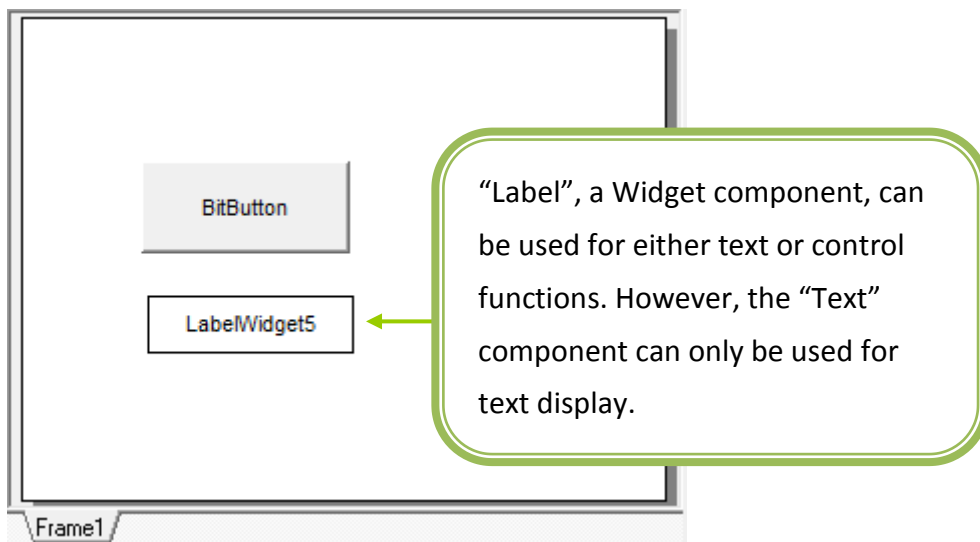 BitButton
LabelWidget5
“Label”, a Widget component, can
be used for either text or control
functions. However, the “Text”
component can only be used for
text display.
Frame1